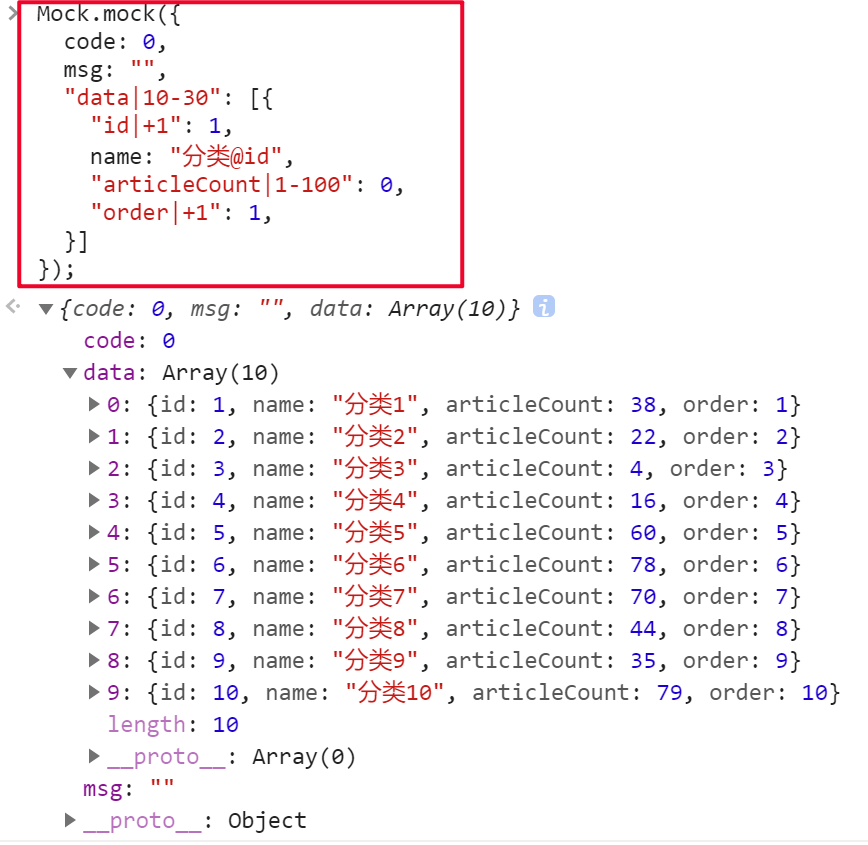 Mock.mock({
code: 0,
msg: "",
"data|10-30": [{
"id|+1": 1,
name: "分类@id",
"articleCount|1-100": 0,
"order|+1": 1,
}]
});
{code: 0, msg: "", data: Array(10)} i
code: 0
data: Array(10)
0: {id: 1, name: "分类1", articleCount: 38, order: 1}
1: {id: 2, name: "分类2", articleCount: 22, order: 2}
2: {id: 3, name: "分类3", articleCount: 4, order: 3}
3: {id: 4, name: "分类4", articleCount: 16, order: 4}
4: {id: 5, name: "分类5", articleCount: 60, order: 5}
5: {id: 6, name: "分类6", articleCount: 78, order: 6}
6: {id: 7, name: "分类7", articleCount: 70, order: 7}
7: {id: 8, name: "分类8", articleCount: 44, order: 8}
8: {id: 9, name: "分类9", articleCount: 35, order: 9}
9: {id: 10, name: "分类10", articleCount: 79, order: 10}
length: 10
__proto__: Array(0)
msg: ""
__proto__: Object